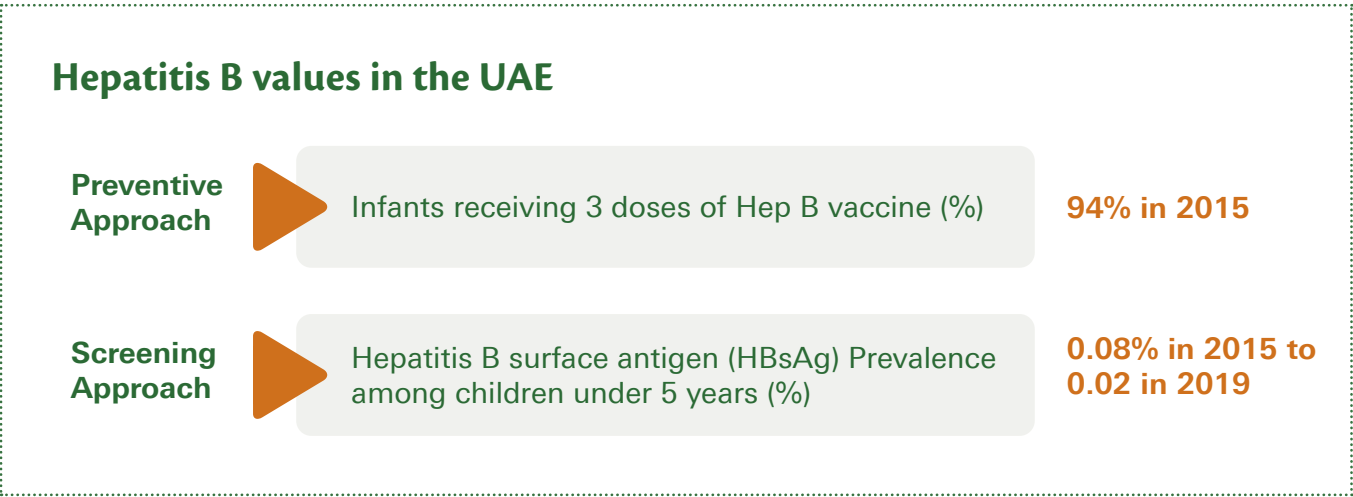 Hepatitis B values in the UAE
Preventive
Approach
Infants receiving 3 doses of Hep B vaccine (%)
94% in 2015
Screening
Approach
Hepatitis B surface antigen (HBsAg) Prevalence
among children under 5 years (%)
0.08% in 2015 to
0.02 in 2019